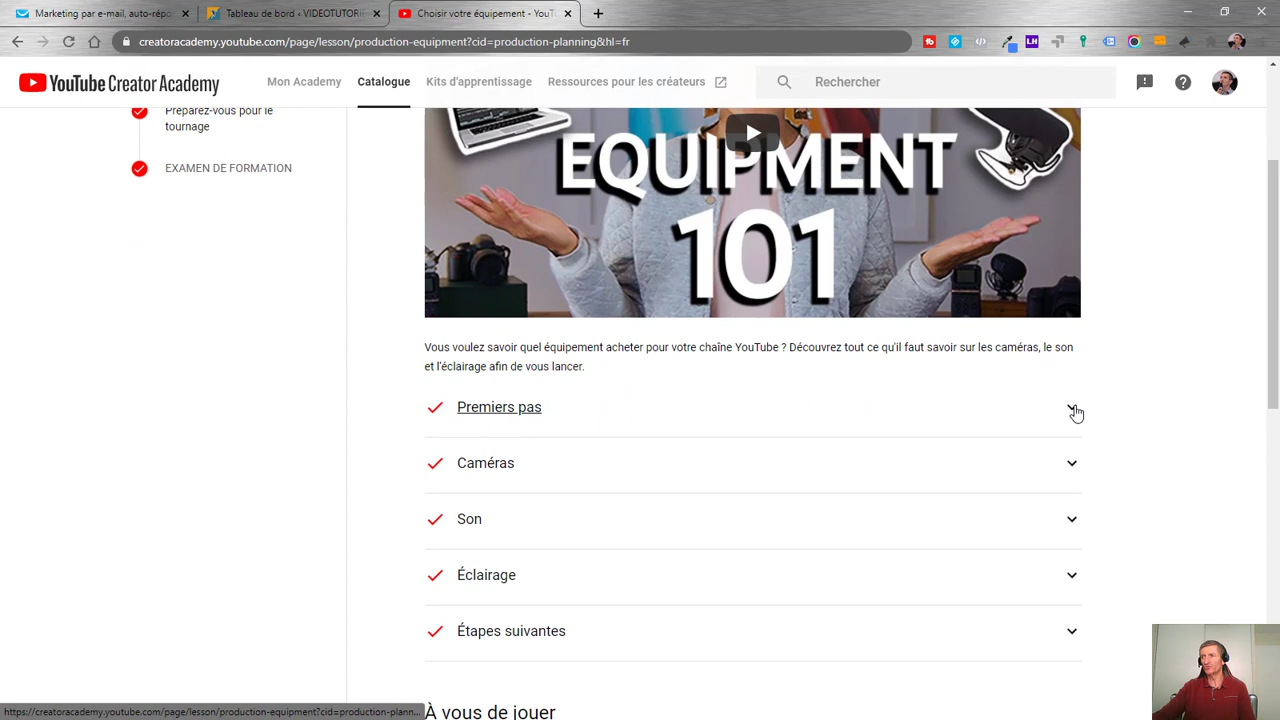 Marketing par e-mail, auto-répo
Tableau de bord ‹ VIDEOTUTORIE
Choisir votre équipement - YouT
creatoracademy.youtube.com/page/lesson/production-equipment?cid=production-planning&hl=fr
YouTube Creator Academy
Mon Academy
Catalogue
Kits d'apprentissage
Ressources pour les créateurs
Rechercher
Préparez-vous pour le
tournage
EXAMEN DE FORMATION
EQUIPMENT
101
Vous voulez savoir quel équipement acheter pour votre chaîne YouTube ? Découvrez tout ce qu'il faut savoir sur les caméras, le son
et l'éclairage afin de vous lancer.
Premiers pas
Caméras
Son
Éclairage
Étapes suivantes
À vous de jouer
https://creatoracademy.youtube.com/page/lesson/production-equipment?cid=production-plann...